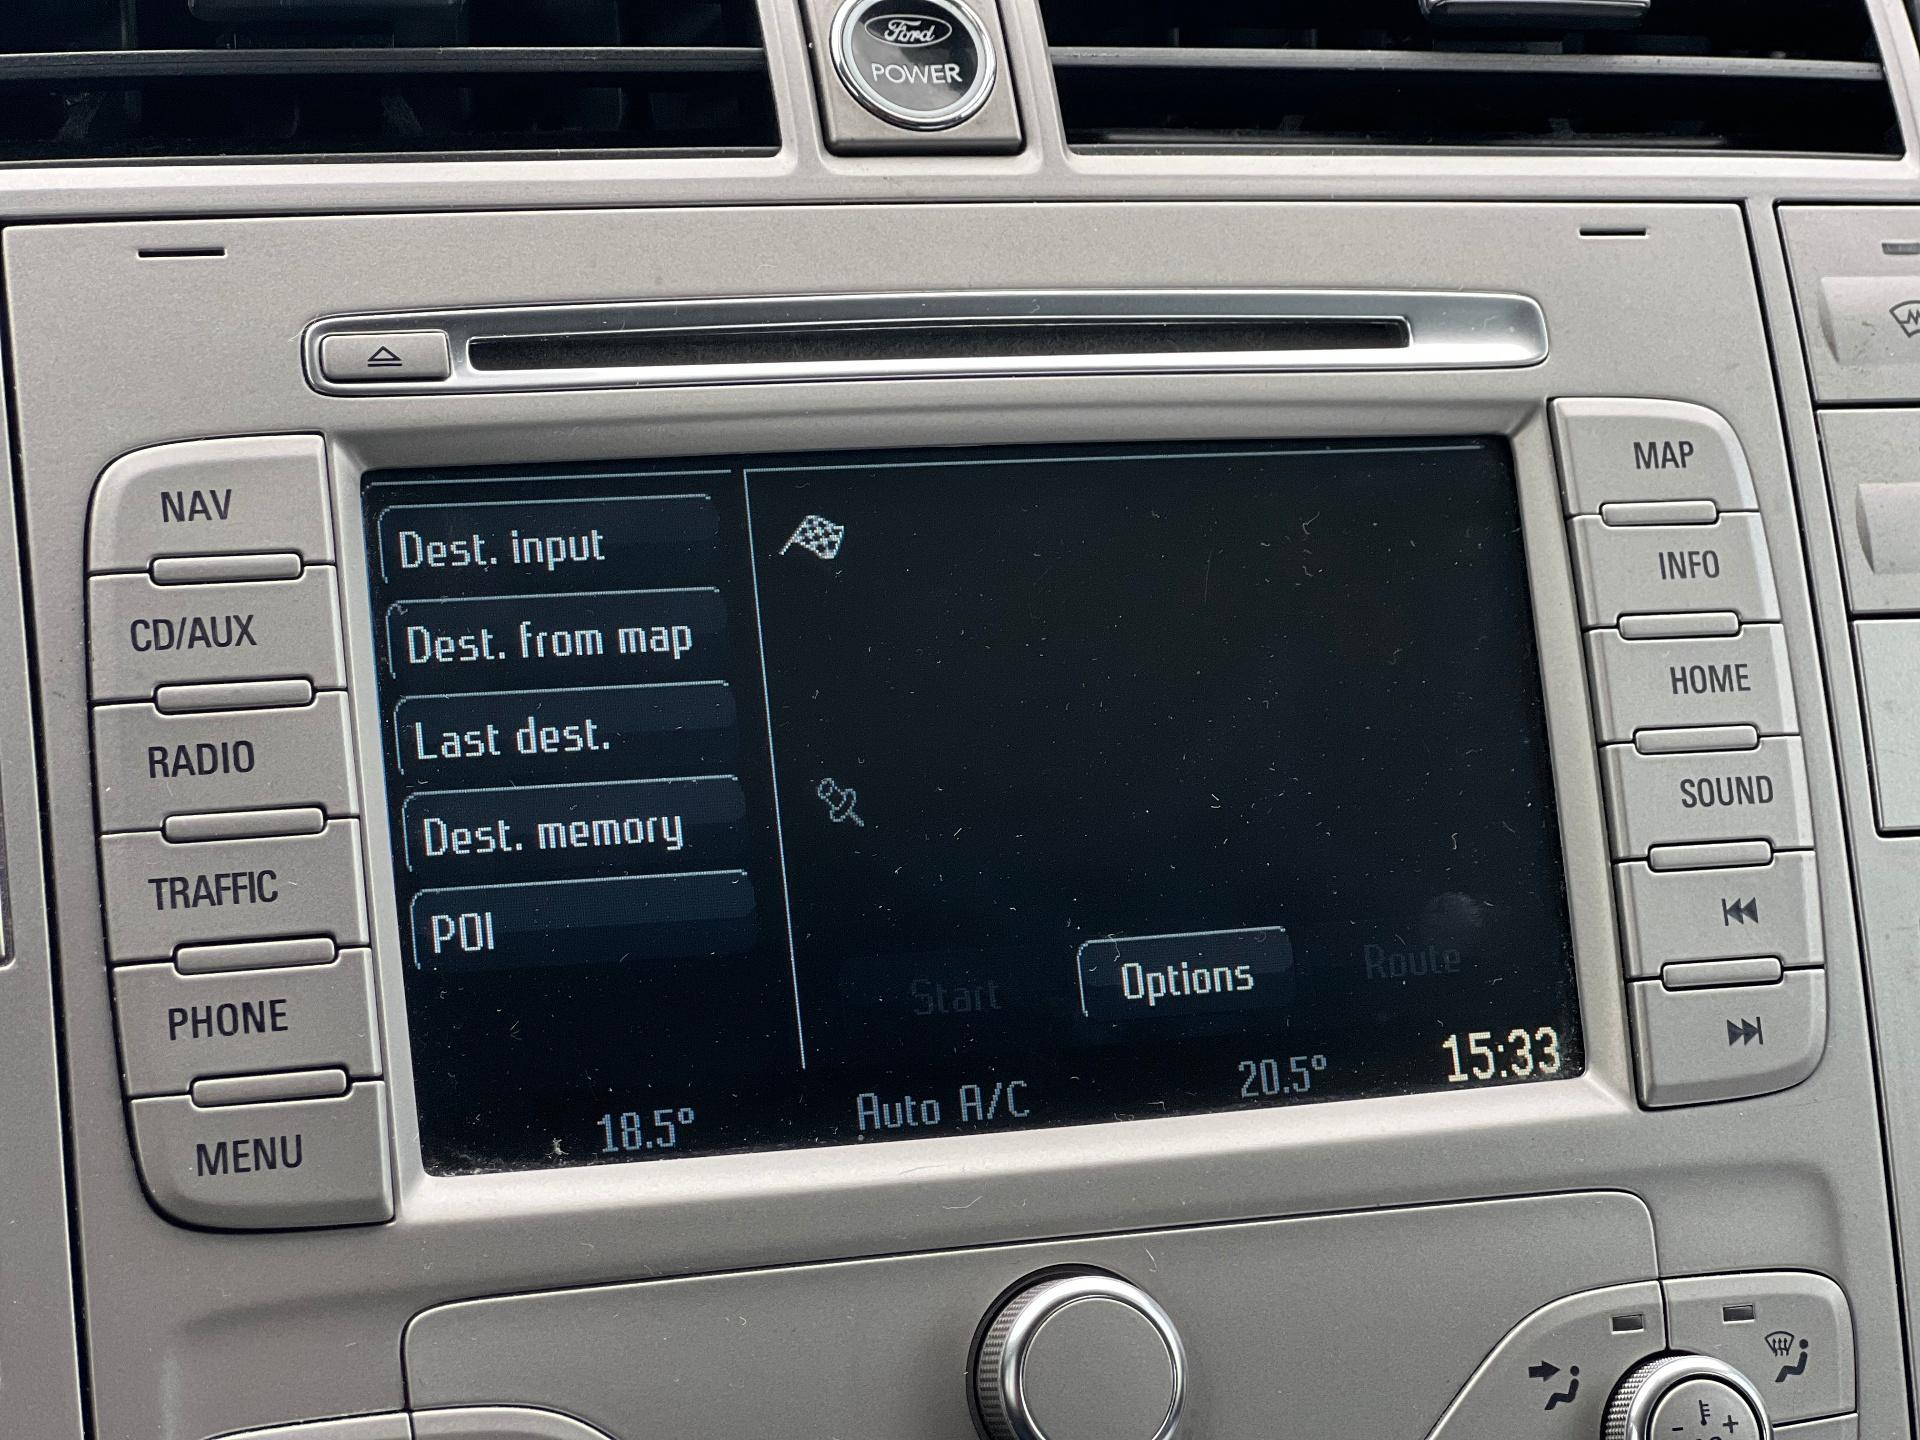 Ford
POWER
NAV
CD/AUX
RADIO
TRAFFIC
PHONE
MENU
Dest. input
Dest. from map
Last dest.
Dest. memory
POI
Start
Options
Route
18.5°
Auto A/C
20.5°
15:33
MAP
INFO
HOME
SOUND
- +